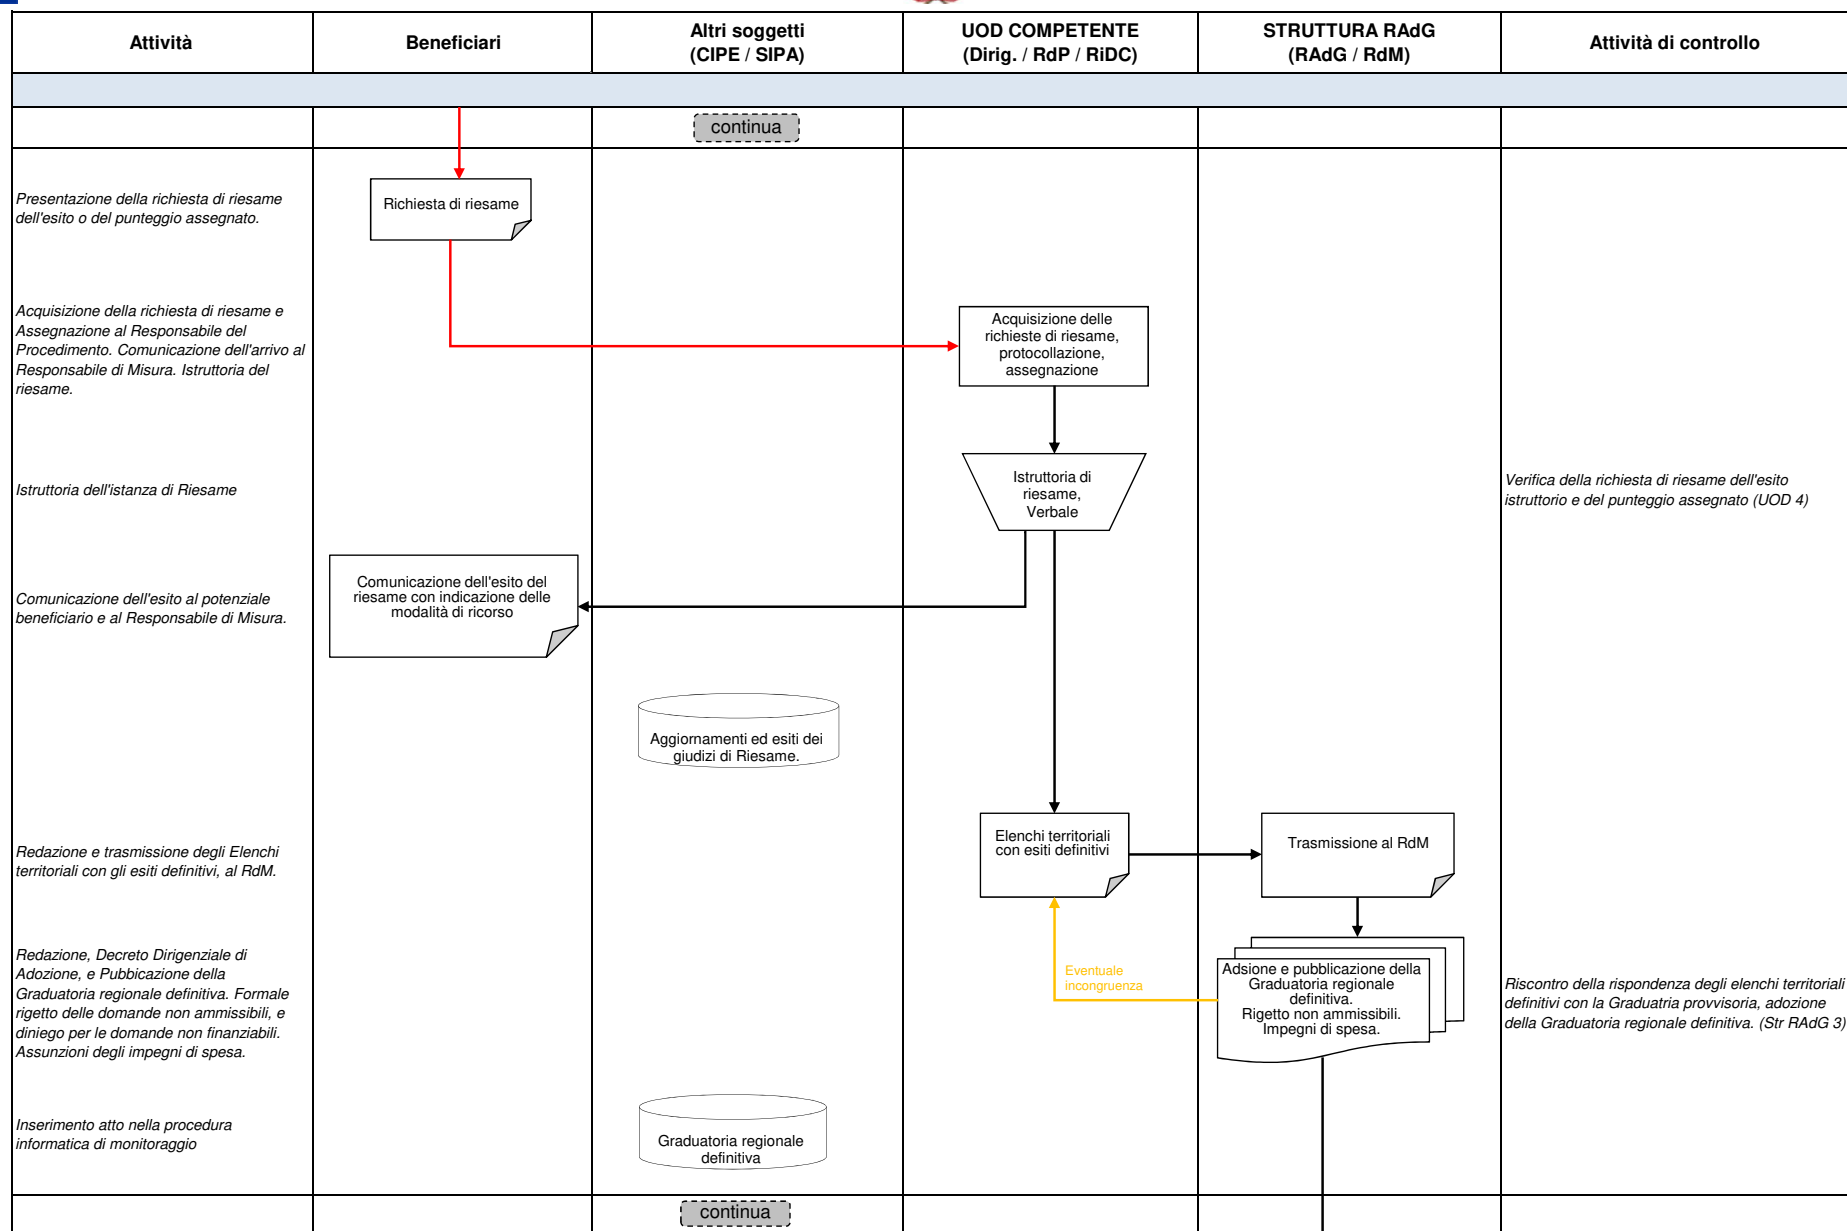 Attività
Beneficiari
Altri soggetti
(CIPE / SIPA)
UOD COMPETENTE
(Dirig. / RdP / RiDC)
STRUTTURA RAdG
(RAdG / RdM)
Attività di controllo
continua
Presentazione della richiesta di riesame
dell'esito o del punteggio assegnato.
Richiesta di riesame
Acquisizione della richiesta di riesame e
Assegnazione al Responsabile del
Procedimento. Comunicazione dell'arrivo al
Responsabile di Misura. Istruttoria del
riesame.
Acquisizione delle
richieste di riesame,
protocollazione,
assegnazione
Istruttoria dell'istanza di Riesame
Istruttoria di
riesame,
Verbale
Verifica della richiesta di riesame dell'esito
istruttorio e del punteggio assegnato (UOD 4)
Comunicazione dell'esito al potenziale
beneficiario e al Responsabile di Misura.
Comunicazione dell'esito del
riesame con indicazione delle
modalità di ricorso
Aggiornamenti ed esiti dei
giudizi di Riesame.
Redazione e trasmissione degli Elenchi
territoriali con gli esiti definitivi, al RdM.
Elenchi territoriali
con esiti definitivi
Trasmissione al RdM
Redazione, Decreto Dirigenziale di
Adozione, e Pubbicazione della
Graduatoria regionale definitiva. Formale
rigetto delle domande non ammissibili, e
diniego per le domande non finanziabili.
Assunzioni degli impegni di spesa.
Eventuale
incongruenza
Adsione e pubblicazione della
Graduatoria regionale
definitiva.
Rigetto non ammissibili.
Impegni di spesa.
Riscontro della rispondenza degli elenchi territoriali
definitivi con la Graduatria provvisoria, adozione
della Graduatoria regionale definitiva. (Str RAdG 3)
Inserimento atto nella procedura
informatica di monitoraggio
Graduatoria regionale
definitiva
continua